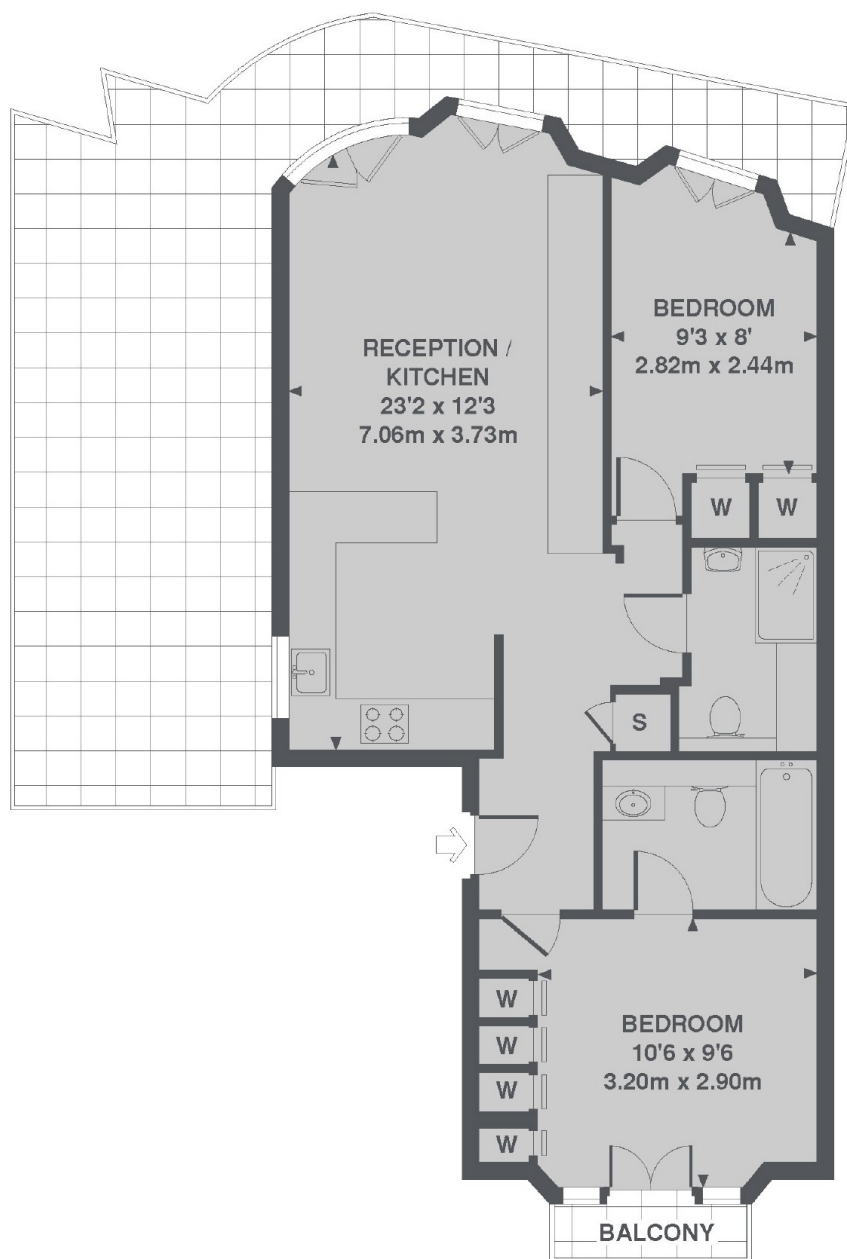 BEDROOM
9'3 x 8'
2.82m x 2.44m
RECEPTION /
KITCHEN
23'2 x 12'3
7.06m x 3.73m
W
W
S
W
W
W
W
BEDROOM
10'6 x 9'6
3.20m x 2.90m
BALCONY